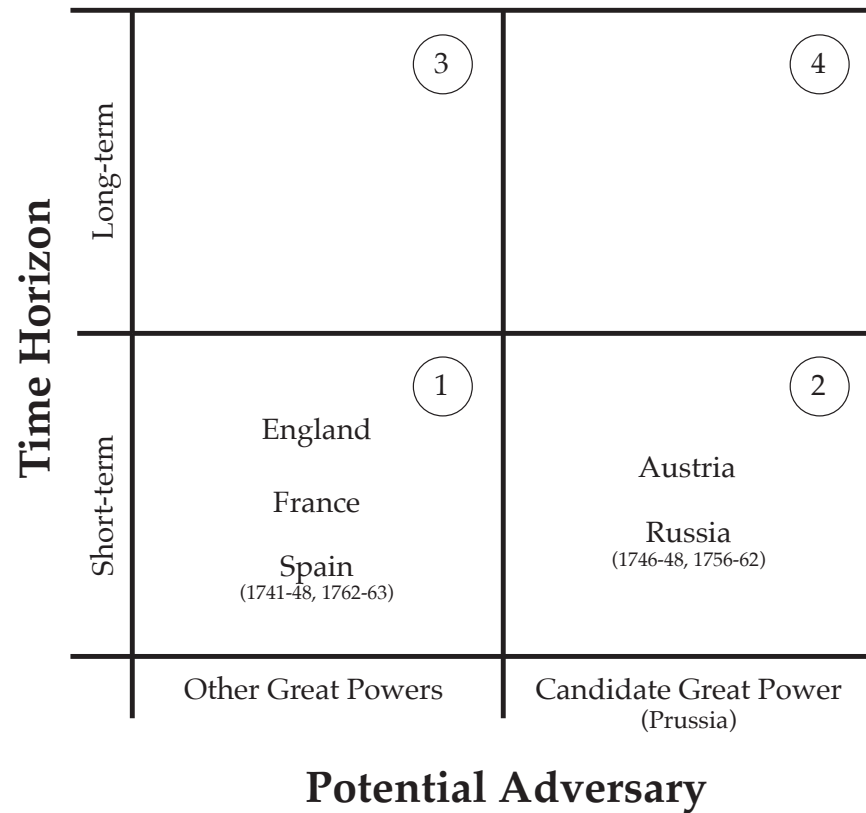 3
4
Long-term
Time Horizon
1
2
England
Austria
France
Russia
(1746-48, 1756-62)
Spain
(1741-48, 1762-63)
Short-term
Other Great Powers
Candidate Great Power
(Prussia)
Potential Adversary